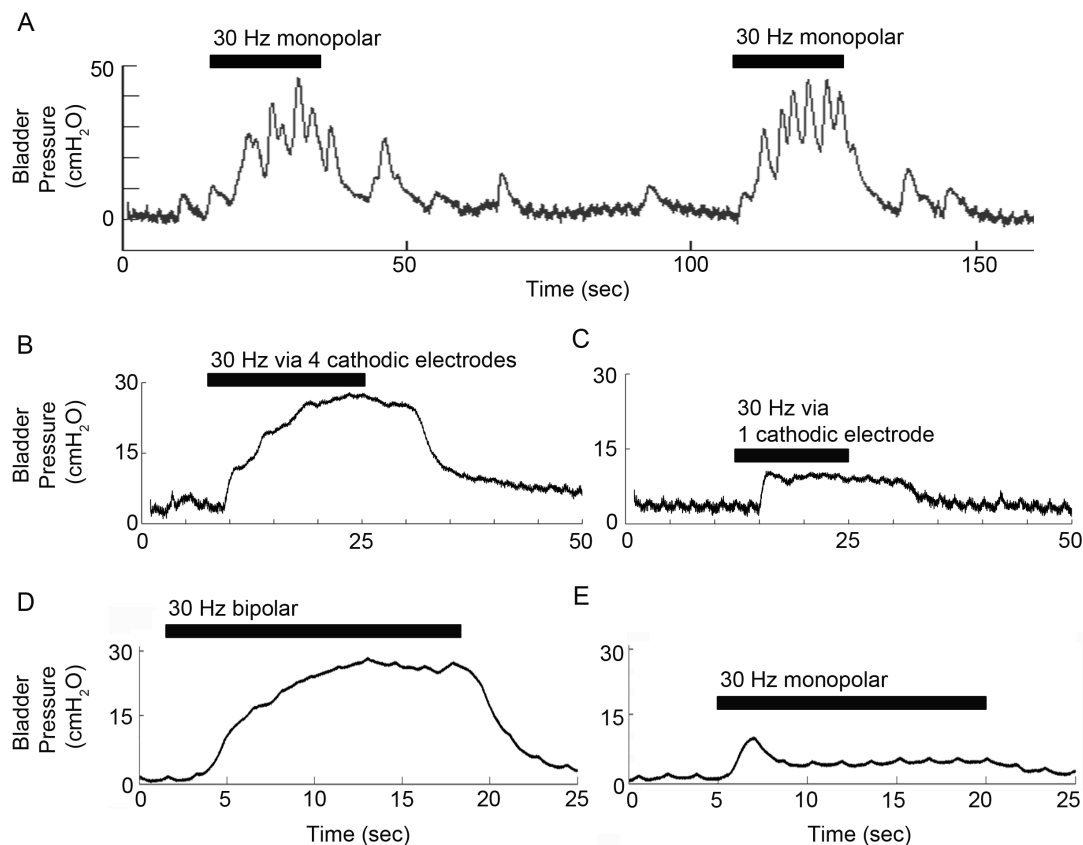 A
30 Hz monopolar
30 Hz monopolar
50
0
Bladder
Pressure
(cmH₂O)
0
50
100
150
Time (sec)
B
30 Hz via 4 cathodic electrodes
30
15
0
Bladder
Pressure
(cmH₂O)
0
25
50
C
30 Hz via
1 cathodic electrode
30
15
0
0
25
50
D
30 Hz bipolar
30
15
0
Bladder
Pressure
(cmH₂O)
0
5
10
15
20
25
Time (sec)
E
30 Hz monopolar
30
15
0
0
5
10
15
20
25
Time (sec)